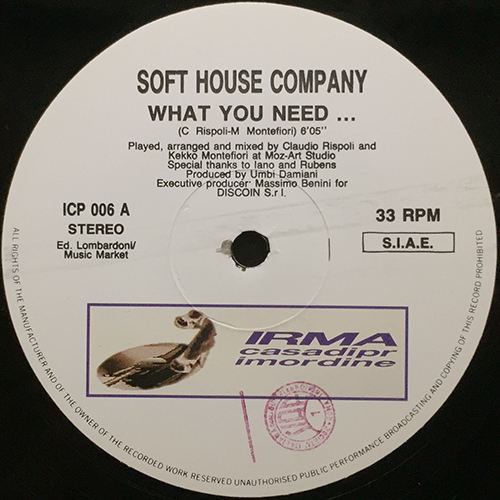 SOFT HOUSE COMPANY
WHAT YOU NEED ...
(C Rispoli-M Montefiori) 6'05''
Played, arranged and mixed by Claudio Rispoli and
Kekko Montefiori at Moz-Art Studio
Special thanks to Iano and Rubens
Produced by Umbi Damiani
Executive producer: Massimo Benini for
DISCOIN S.r.l.
ICP 006 A
STEREO
Ed. Lombardoni/
Music Market
33 RPM
S.I.A.E.
IRMA
casadipr
imordine
ALL RIGHTS OF THE MANUFACTURER AND OF THE OWNER OF THE RECORDED WORK RESERVED UNAUTHORISED PUBLIC PERFORMANCE BROADCASTING AND COPYING OF THIS RECORD PROHIBITED